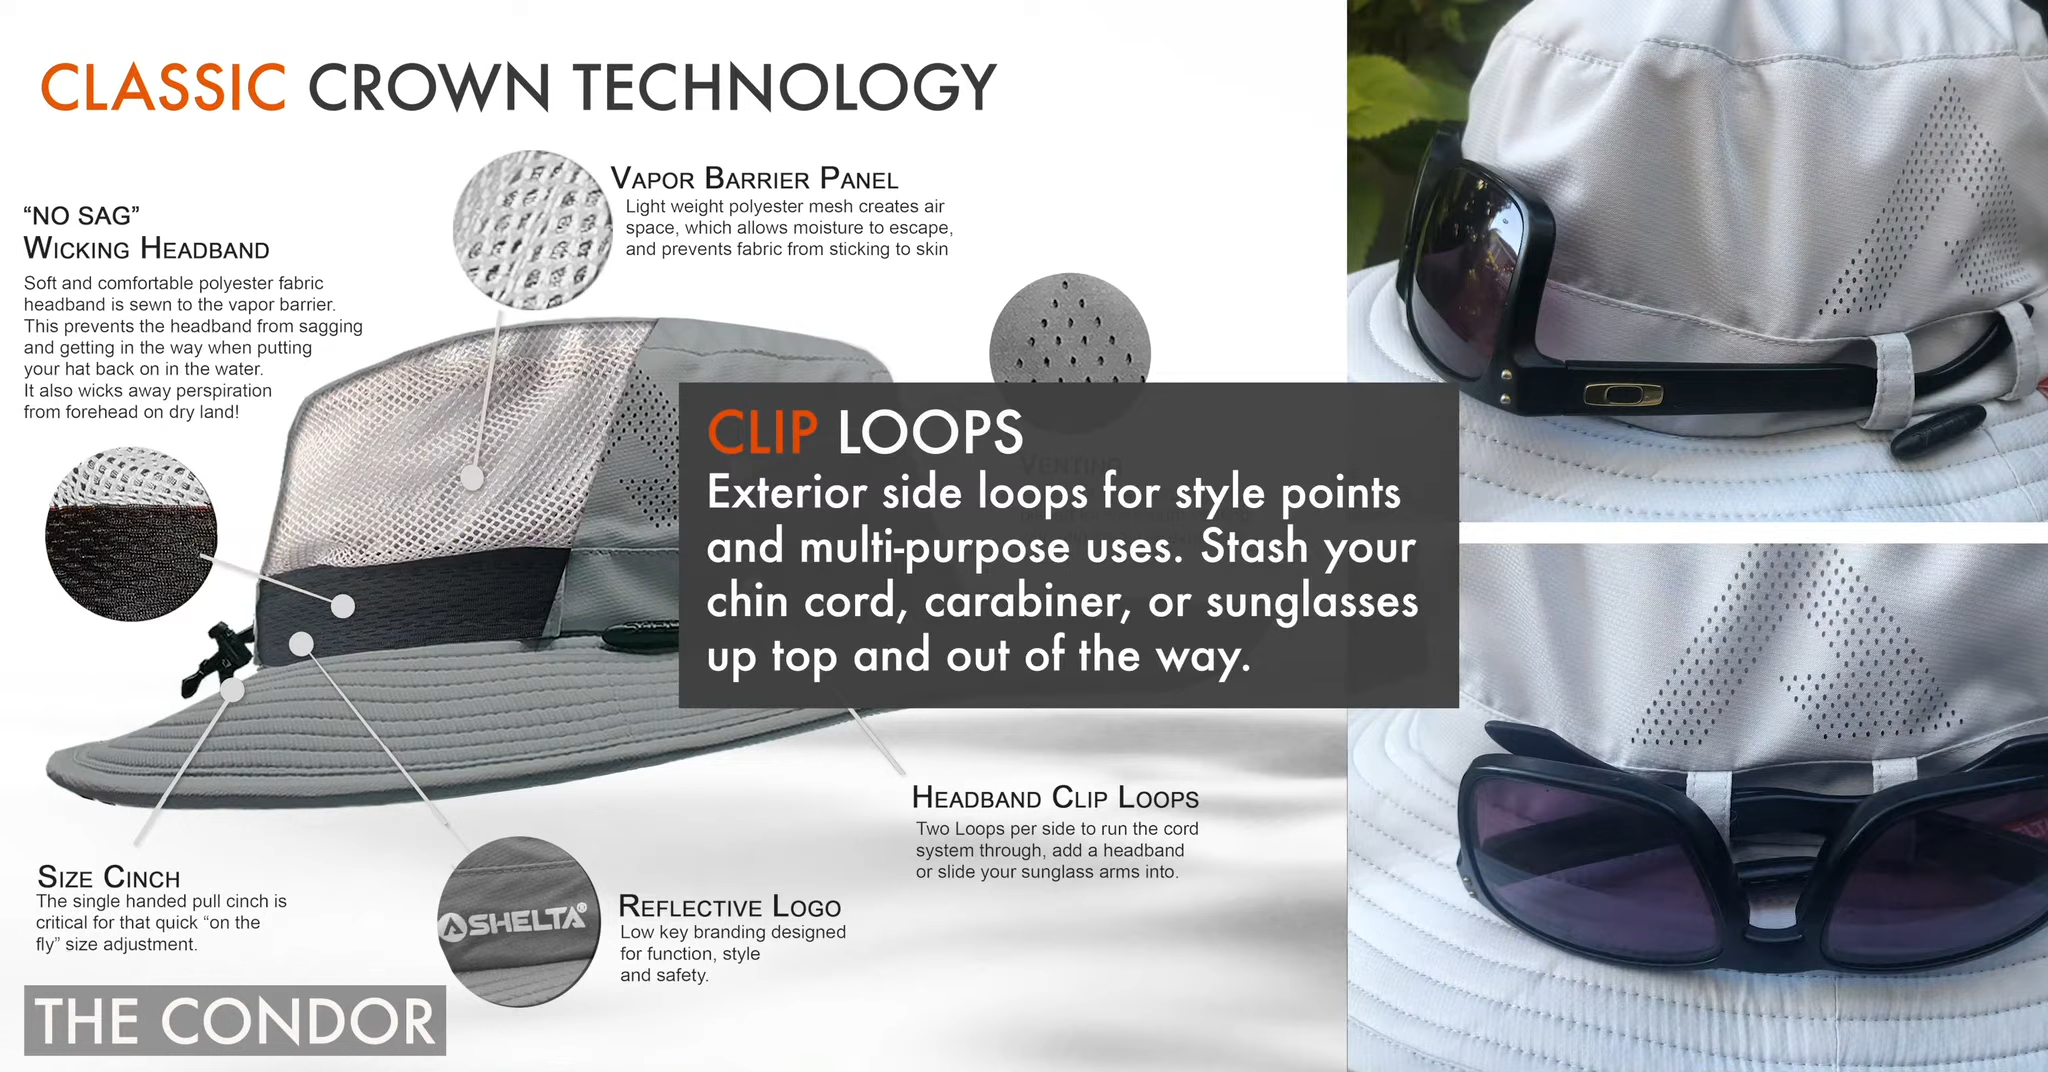 CLASSIC CROWN TECHNOLOGY
VAPOR BARRIER PANEL
Light weight polyester mesh creates air
space, which allows moisture to escape,
and prevents fabric from sticking to skin
“NO SAG”
WICKING HEADBAND
Soft and comfortable polyester fabric
headband is sewn to the vapor barrier.
This prevents the headband from sagging
and getting in the way when putting
your hat back on in the water.
It also wicks away perspiration
from forehead on dry land!
CLIP LOOPS
VENTING
Exterior side loops for style points
and multi-purpose uses. Stash your
chin cord, carabiner, or sunglasses
up top and out of the way.
HEADBAND CLIP LOOPS
Two Loops per side to run the cord
system through, add a headband
or slide your sunglass arms into.
SIZE CINCH
The single handed pull cinch is
critical for that quick “on the
fly” size adjustment.
SHELTA®
REFLECTIVE LOGO
Low key branding designed
for function, style
and safety.
THE CONDOR